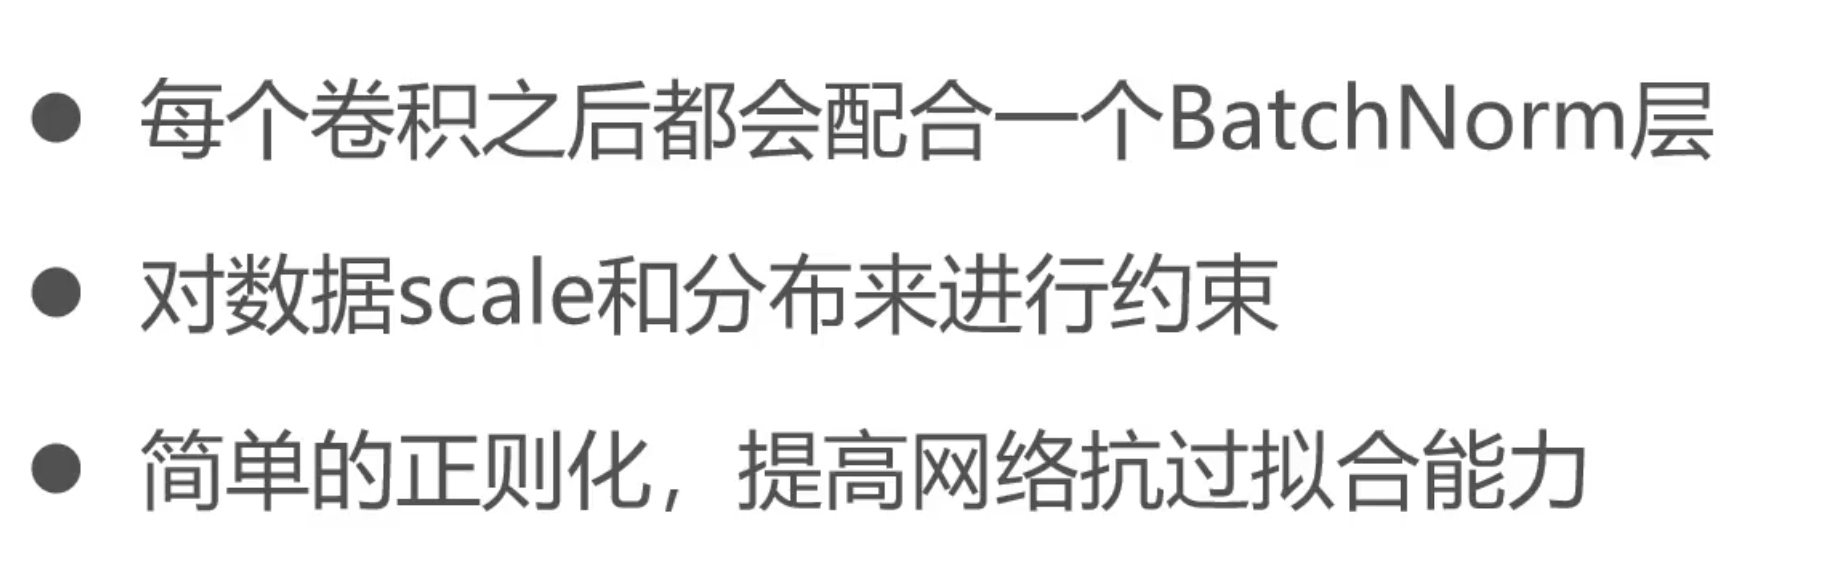 ● 每个卷积之后都会配合一个BatchNorm层
● 对数据scale和分布来进行约束
● 简单的正则化，提高网络抗过拟合能力